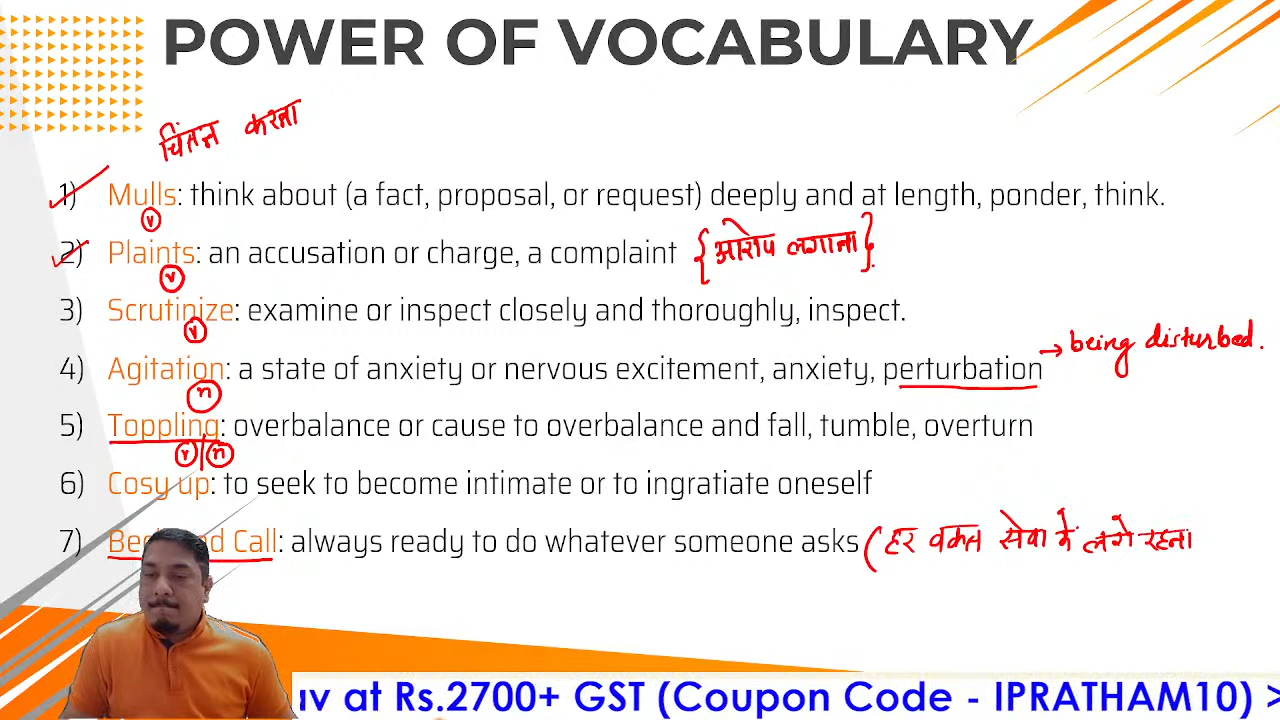 POWER OF VOCABULARY
चिंतन करना
1) Mulls: think about (a fact, proposal, or request) deeply and at length, ponder, think.
v
2) Plaints: an accusation or charge, a complaint {आरोप लगाना}
v
3) Scrutinize: examine or inspect closely and thoroughly, inspect.
v
4) Agitation: a state of anxiety or nervous excitement, anxiety, perturbation → being disturbed.
n
5) Toppling: overbalance or cause to overbalance and fall, tumble, overturn
v/n
6) Cosy up: to seek to become intimate or to ingratiate oneself
7) Call: always ready to do whatever someone asks (हर वक्त सेवा में लगे रहना
at Rs.2700+ GST (Coupon Code - IPRATHAM10) >